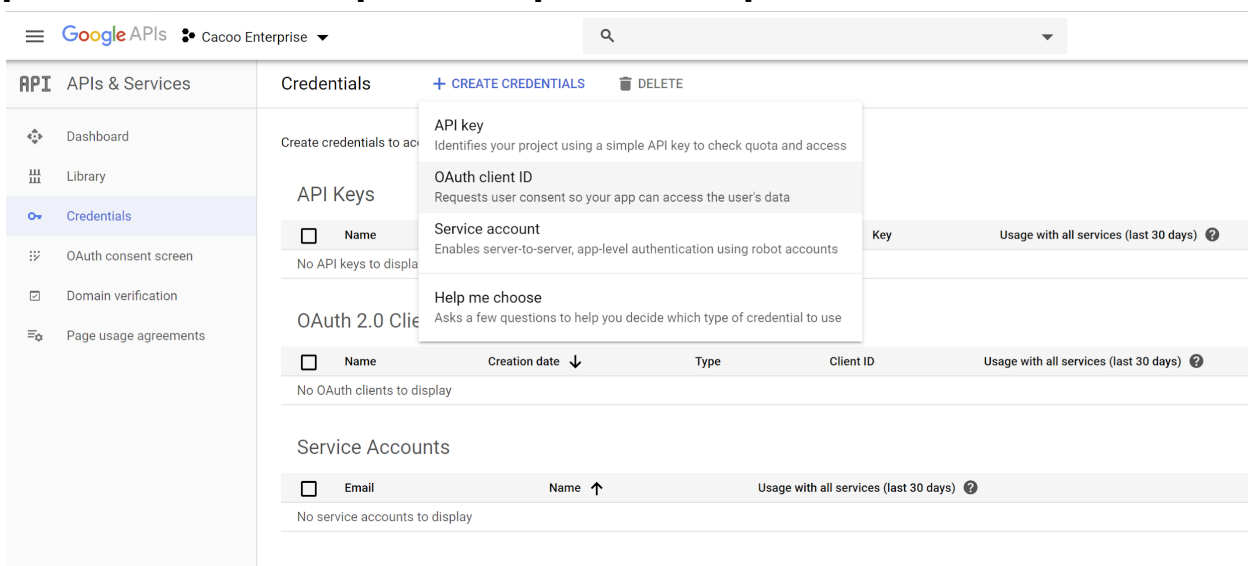 Google APIs Cacoo Enterprise
API APIs & Services
Credentials
+ CREATE CREDENTIALS
DELETE
Dashboard
Library
Credentials
OAuth consent screen
Domain verification
Page usage agreements
Create credentials to ac
API key
Identifies your project using a simple API key to check quota and access
OAuth client ID
Requests user consent so your app can access the user's data
Service account
Enables server-to-server, app-level authentication using robot accounts
Help me choose
Asks a few questions to help you decide which type of credential to use
API Keys
Name Key Usage with all services (last 30 days) ?
No API keys to displa
OAuth 2.0 Clie
Name Creation date ↓ Type Client ID Usage with all services (last 30 days) ?
No OAuth clients to display
Service Accounts
Email Name ↑ Usage with all services (last 30 days) ?
No service accounts to display